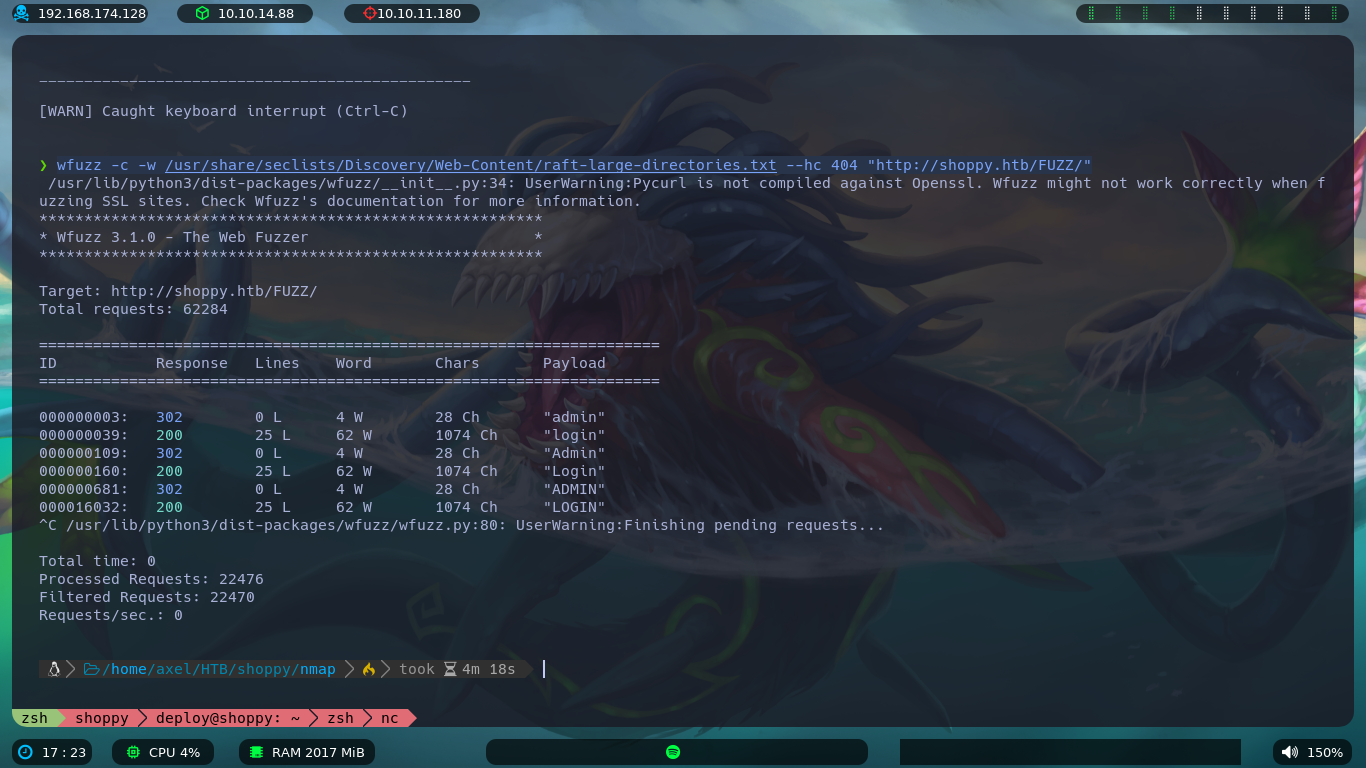 192.168.174.128 10.10.14.88 10.10.11.180
________________________________________________
[WARN] Caught keyboard interrupt (Ctrl-C)
❯ wfuzz -c -w /usr/share/seclists/Discovery/Web-Content/raft-large-directories.txt --hc 404 "http://shoppy.htb/FUZZ/"
/usr/lib/python3/dist-packages/wfuzz/__init__.py:34: UserWarning:Pycurl is not compiled against Openssl. Wfuzz might not work correctly when f
uzzing SSL sites. Check Wfuzz's documentation for more information.
********************************************************
* Wfuzz 3.1.0 - The Web Fuzzer                         *
********************************************************
Target: http://shoppy.htb/FUZZ/
Total requests: 62284
=====================================================================
ID           Response   Lines    Word       Chars       Payload
=====================================================================
000000003:   302        0 L      4 W        28 Ch       "admin"
000000039:   200        25 L     62 W       1074 Ch     "login"
000000109:   302        0 L      4 W        28 Ch       "Admin"
000000160:   200        25 L     62 W       1074 Ch     "Login"
000000681:   302        0 L      4 W        28 Ch       "ADMIN"
000016032:   200        25 L     62 W       1074 Ch     "LOGIN"
^C /usr/lib/python3/dist-packages/wfuzz/wfuzz.py:80: UserWarning:Finishing pending requests...
Total time: 0
Processed Requests: 22476
Filtered Requests: 22470
Requests/sec.: 0
/home/axel/HTB/shoppy/nmap took 4m 18s
zsh shoppy deploy@shoppy: ~ zsh nc
17 : 23 CPU 4% RAM 2017 MiB 150%